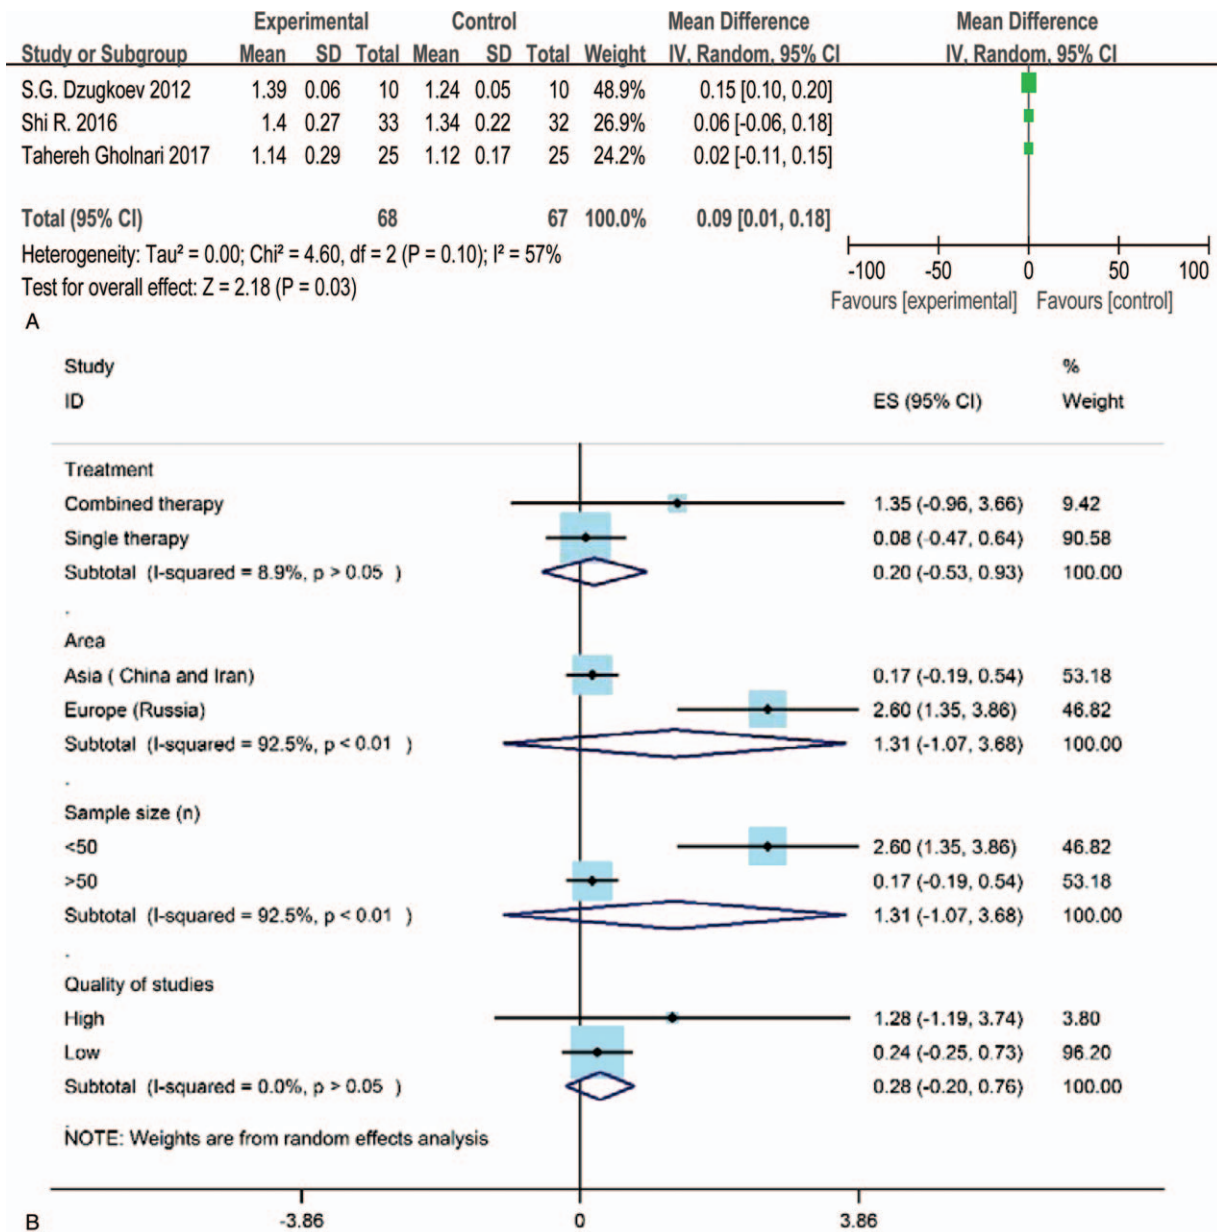 Experimental Control Mean Difference Mean Difference
Study or Subgroup Mean SD Total Mean SD Total Weight IV, Random, 95% CI IV, Random, 95% CI
S.G. Dzugkoev 2012 1.39 0.06 10 1.24 0.05 10 48.9% 0.15 [0.10, 0.20]
Shi R. 2016 1.4 0.27 33 1.34 0.22 32 26.9% 0.06 [-0.06, 0.18]
Tahereh Gholnari 2017 1.14 0.29 25 1.12 0.17 25 24.2% 0.02 [-0.11, 0.15]
Total (95% CI) 68 67 100.0% 0.09 [0.01, 0.18]
Heterogeneity: Tau² = 0.00; Chi² = 4.60, df = 2 (P = 0.10); I² = 57%
Test for overall effect: Z = 2.18 (P = 0.03)
-100 -50 0 50 100
Favours [experimental] Favours [control]
A
Study %
ID ES (95% CI) Weight
Treatment
Combined therapy 1.35 (-0.96, 3.66) 9.42
Single therapy 0.08 (-0.47, 0.64) 90.58
Subtotal (I-squared = 8.9%, p > 0.05 ) 0.20 (-0.53, 0.93) 100.00
.
Area
Asia ( China and Iran) 0.17 (-0.19, 0.54) 53.18
Europe (Russia) 2.60 (1.35, 3.86) 46.82
Subtotal (I-squared = 92.5%, p < 0.01 ) 1.31 (-1.07, 3.68) 100.00
.
Sample size (n)
<50 2.60 (1.35, 3.86) 46.82
>50 0.17 (-0.19, 0.54) 53.18
Subtotal (I-squared = 92.5%, p < 0.01 ) 1.31 (-1.07, 3.68) 100.00
.
Quality of studies
High 1.28 (-1.19, 3.74) 3.80
Low 0.24 (-0.25, 0.73) 96.20
Subtotal (I-squared = 0.0%, p > 0.05 ) 0.28 (-0.20, 0.76) 100.00
.
NOTE: Weights are from random effects analysis
-3.86 0 3.86
B